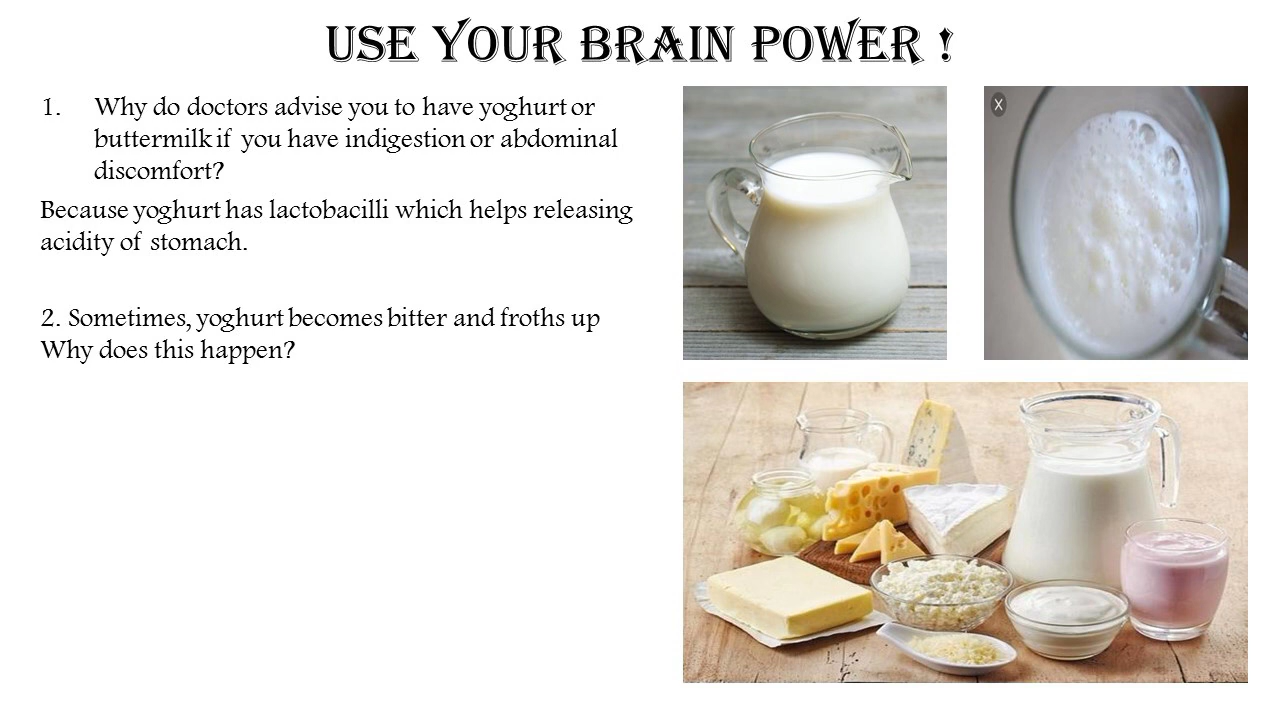 USE YOUR BRAIN POWER !
1. Why do doctors advise you to have yoghurt or
buttermilk if you have indigestion or abdominal
discomfort?
Because yoghurt has lactobacilli which helps releasing
acidity of stomach.
2. Sometimes, yoghurt becomes bitter and froths up
Why does this happen?
X